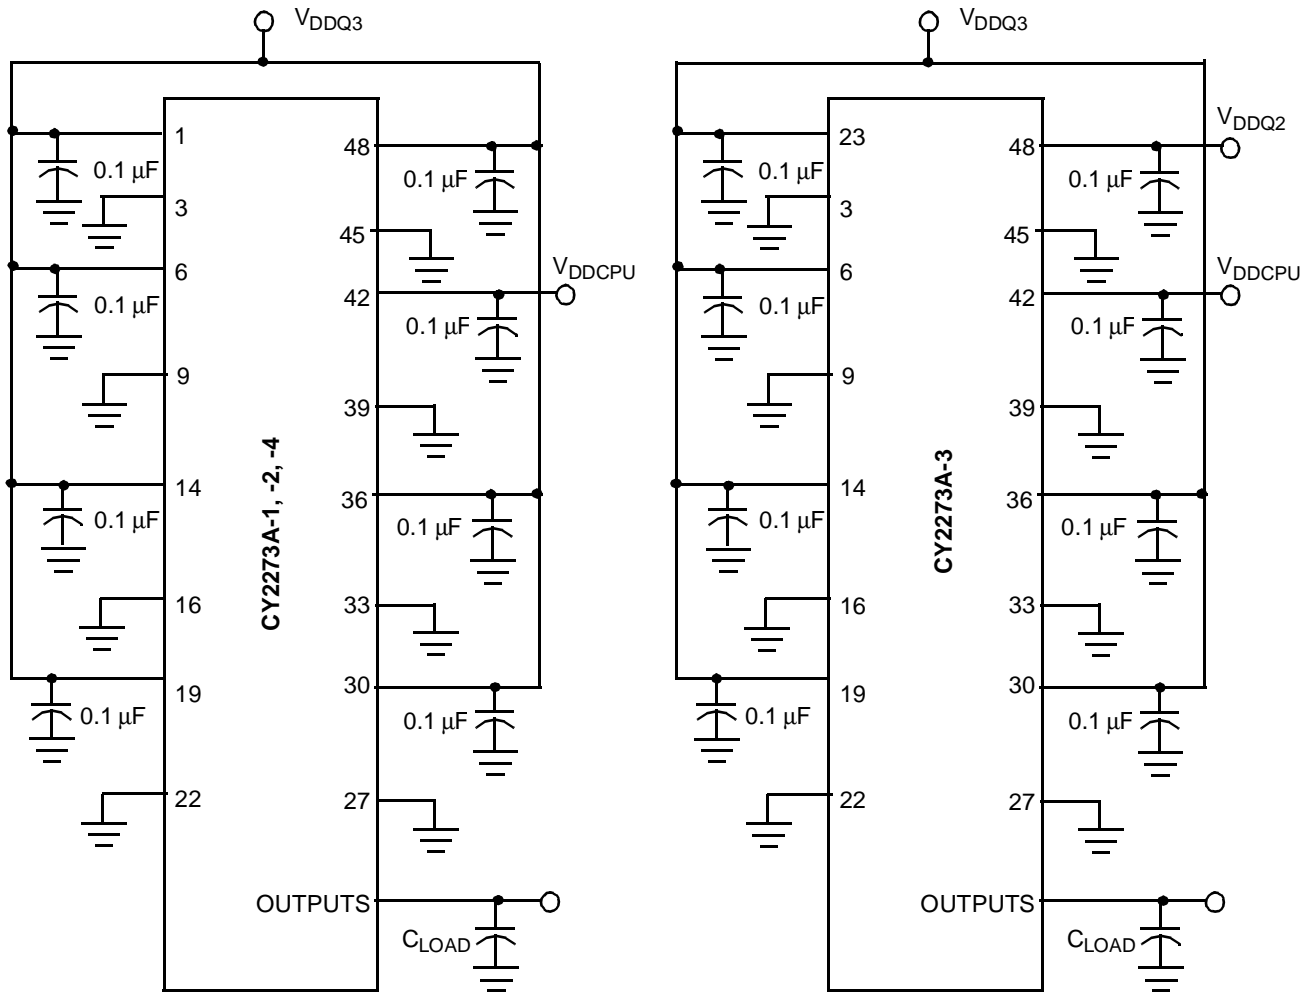 VDDQ3
1
0.1 µF
3
6
0.1 µF
9
14
0.1 µF
16
19
0.1 µF
22
CY2273A-1, -2, -4
48
0.1 µF
45
VDDCPU
42
0.1 µF
39
36
0.1 µF
33
30
0.1 µF
27
OUTPUTS
CLOAD
VDDQ3
23
0.1 µF
3
6
0.1 µF
9
14
0.1 µF
16
19
0.1 µF
22
CY2273A-3
VDDQ2
48
0.1 µF
45
VDDCPU
42
0.1 µF
39
36
0.1 µF
33
30
0.1 µF
27
OUTPUTS
CLOAD